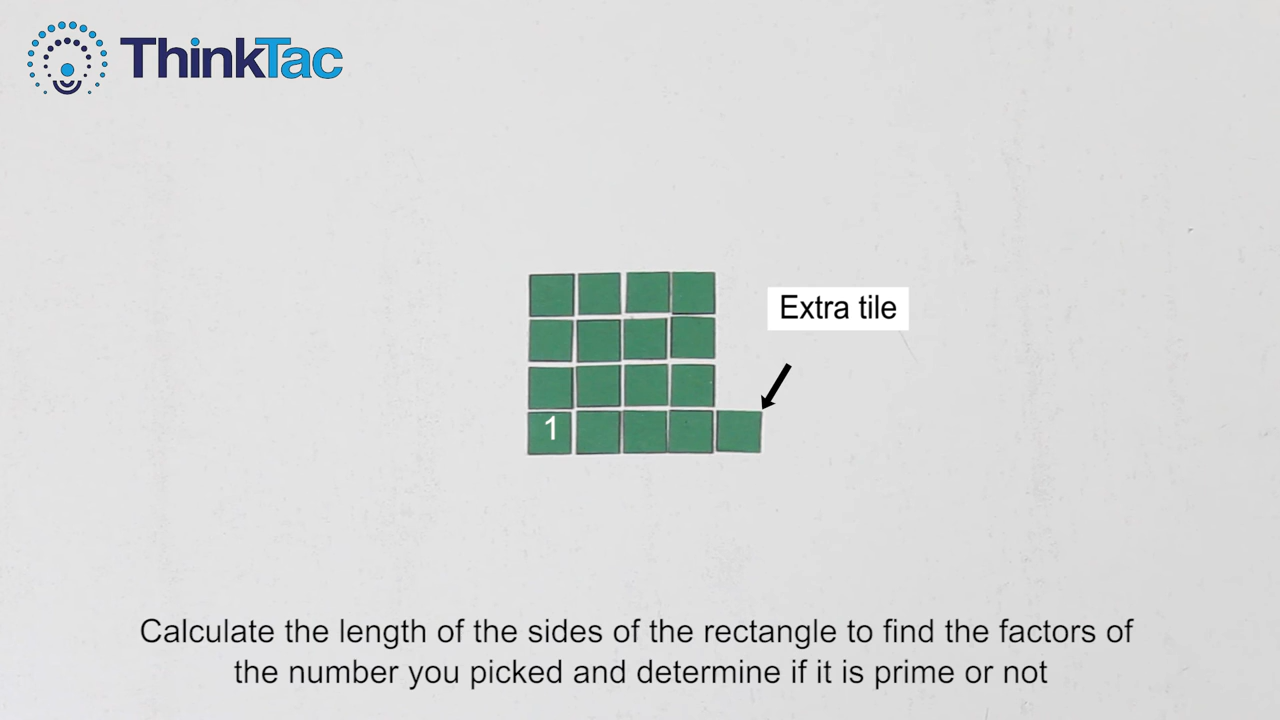 ThinkTac
Extra tile
1
Calculate the length of the sides of the rectangle to find the factors of
the number you picked and determine if it is prime or not